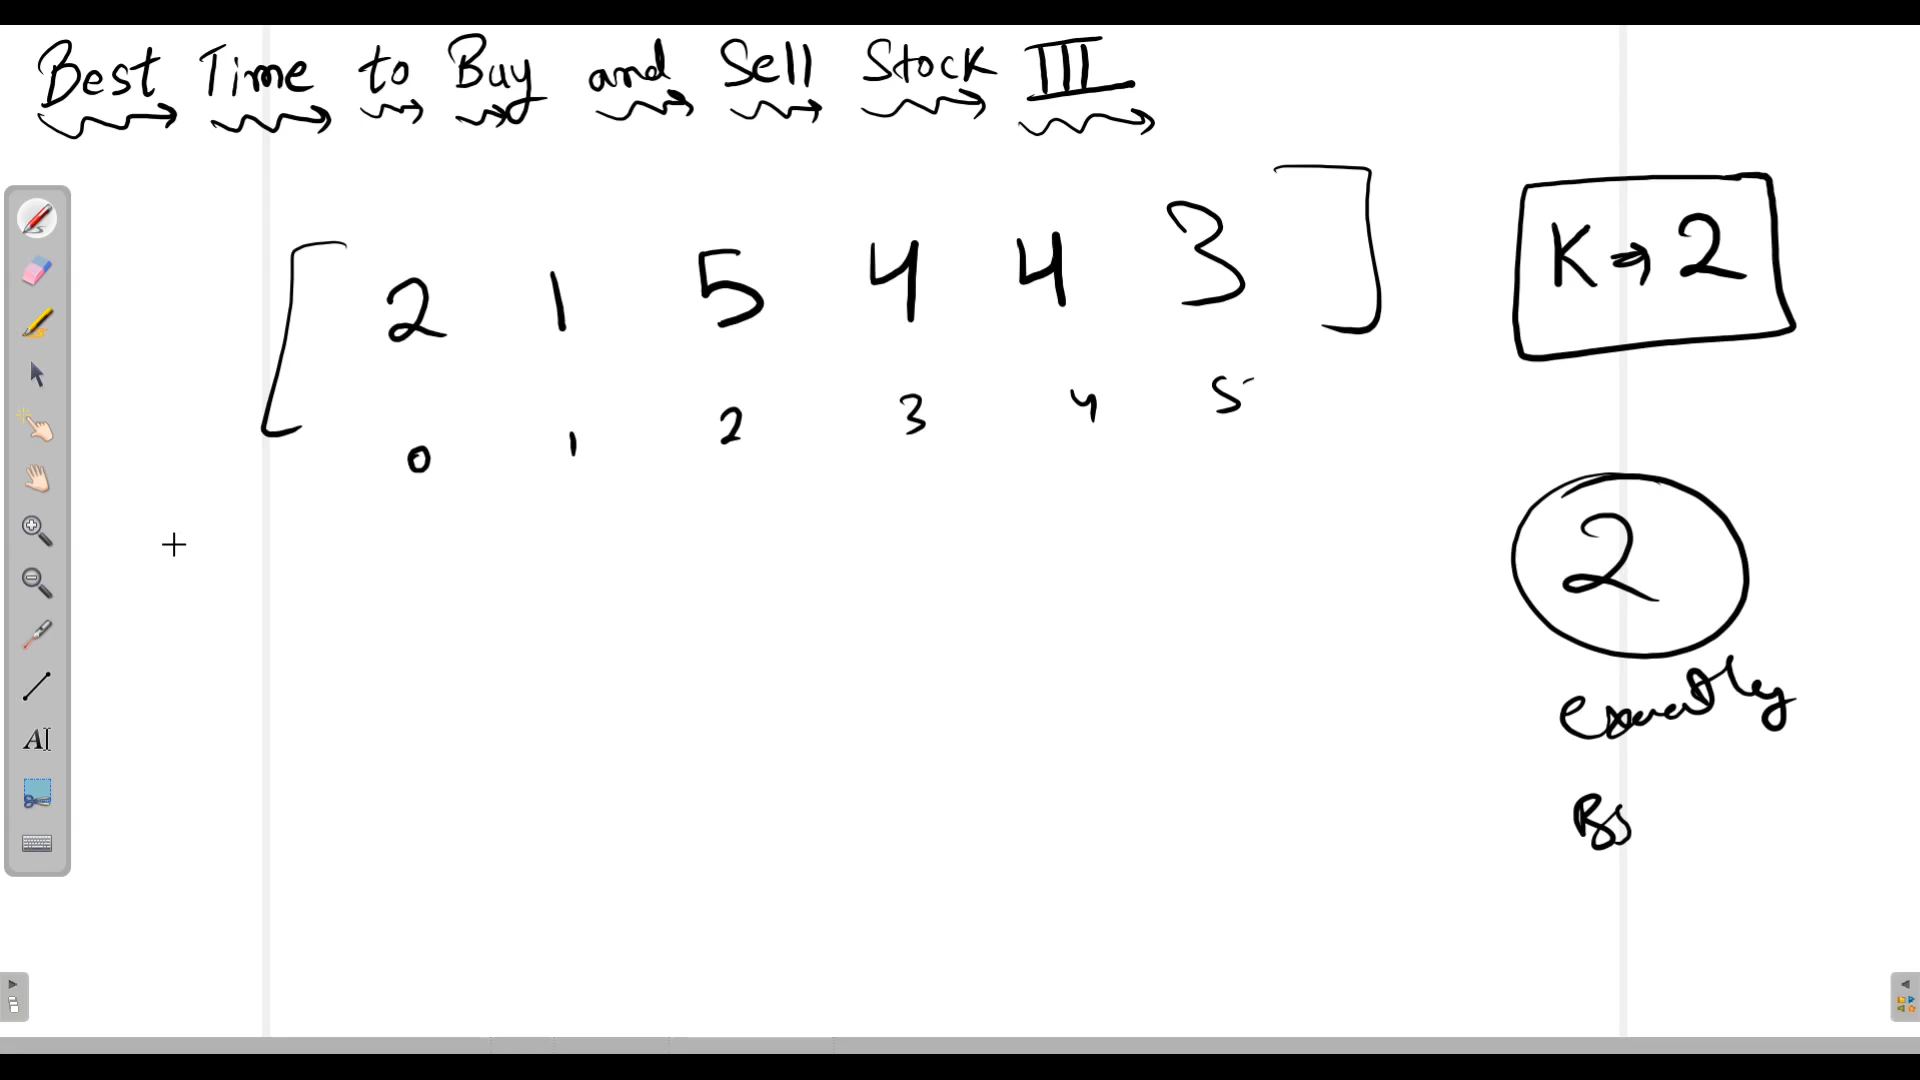 Best Time to Buy and Sell Stock III
[ 2 1 5 4 4 3 ]
0 1 2 3 4 5
K → 2
2
exactly
BS